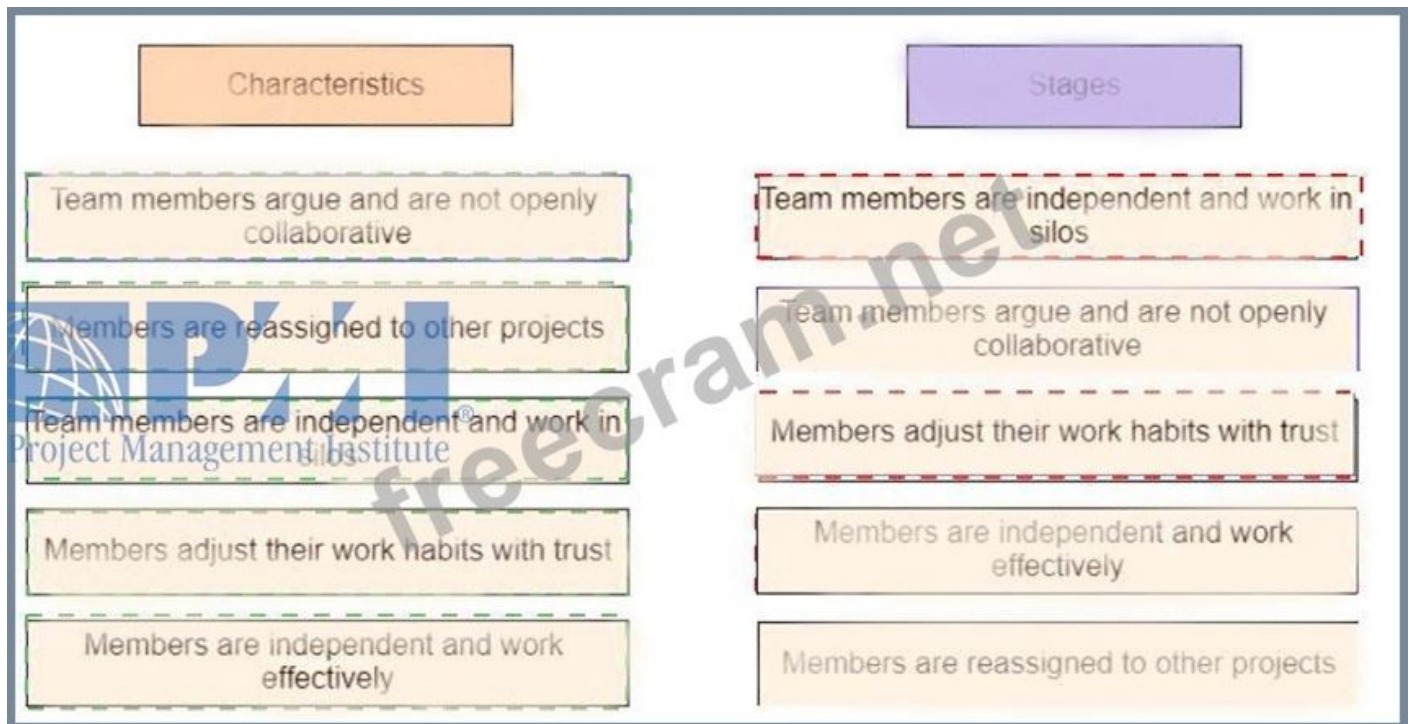 Characteristics
Stages
Team members argue and are not openly
collaborative
Members are reassigned to other projects
Team members are independent and work in
silos
Members adjust their work habits with trust
Members are independent and work
effectively
Team members are independent and work in
silos
Team members argue and are not openly
collaborative
Members adjust their work habits with trust
Members are independent and work
effectively
Members are reassigned to other projects
PMI®
Project Management Institute
freecram.net